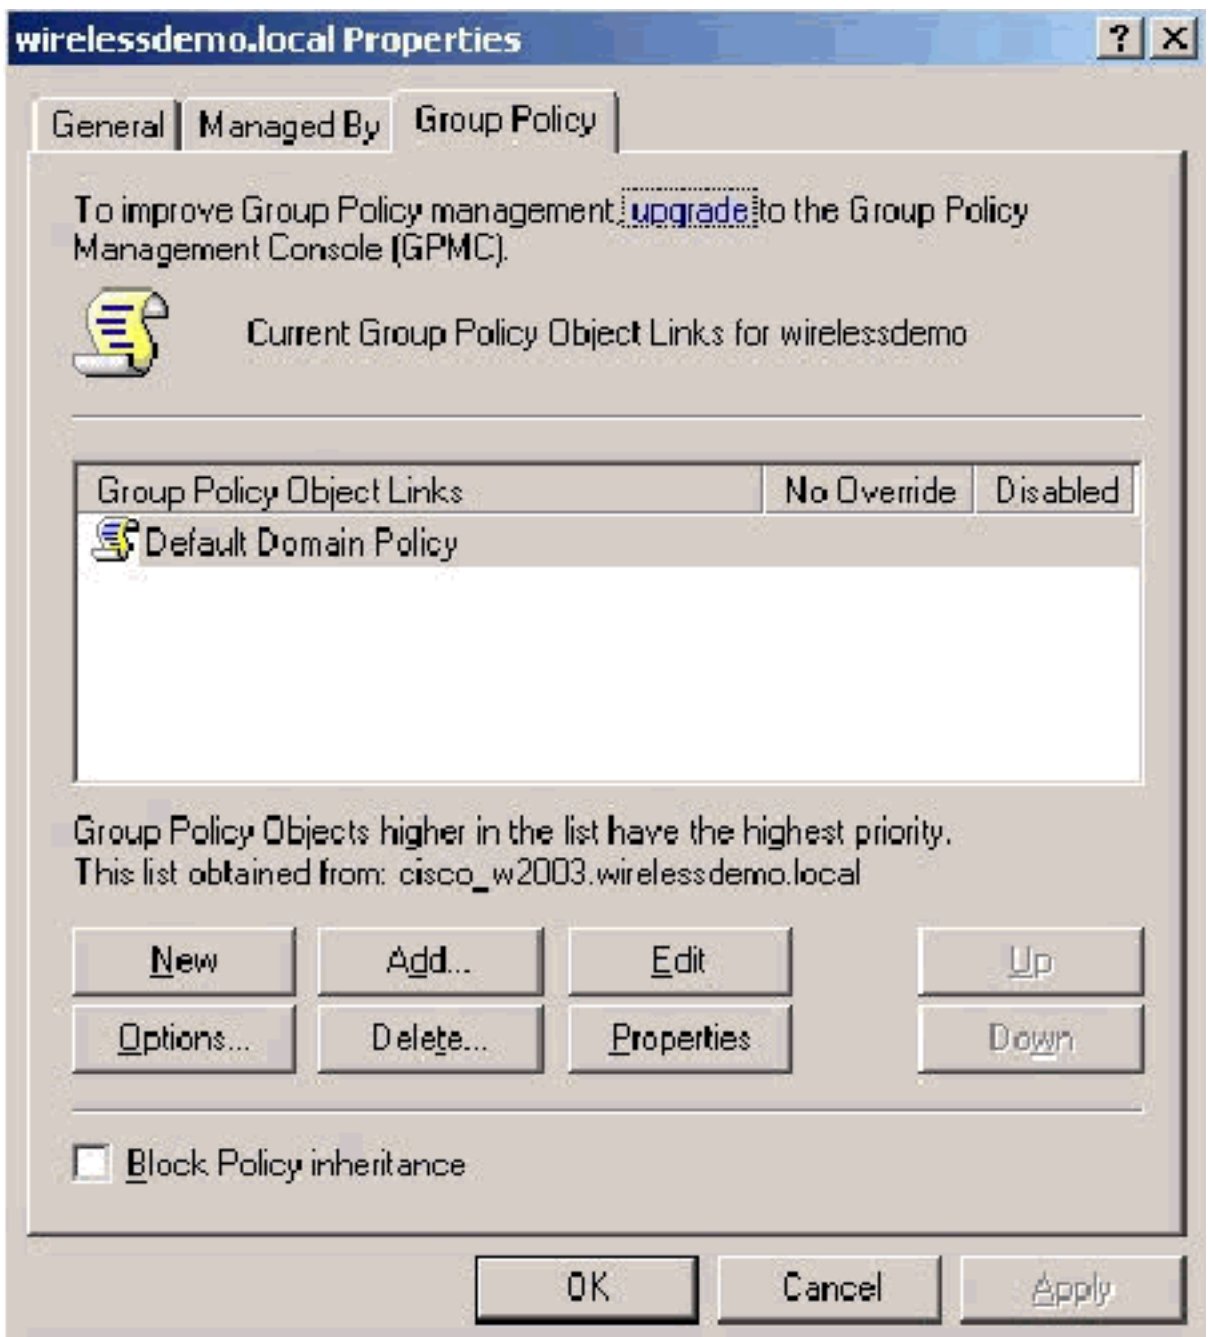 wirelessdemo.local Properties
General Managed By Group Policy
To improve Group Policy management, upgrade to the Group Policy
Management Console (GPMC).
Current Group Policy Object Links for wirelessdemo
Group Policy Object Links No Override Disabled
Default Domain Policy
Group Policy Objects higher in the list have the highest priority.
This list obtained from: cisco_w2003.wirelessdemo.local
New Add... Edit Up
Options... Delete... Properties Down
Block Policy inheritance
OK Cancel Apply